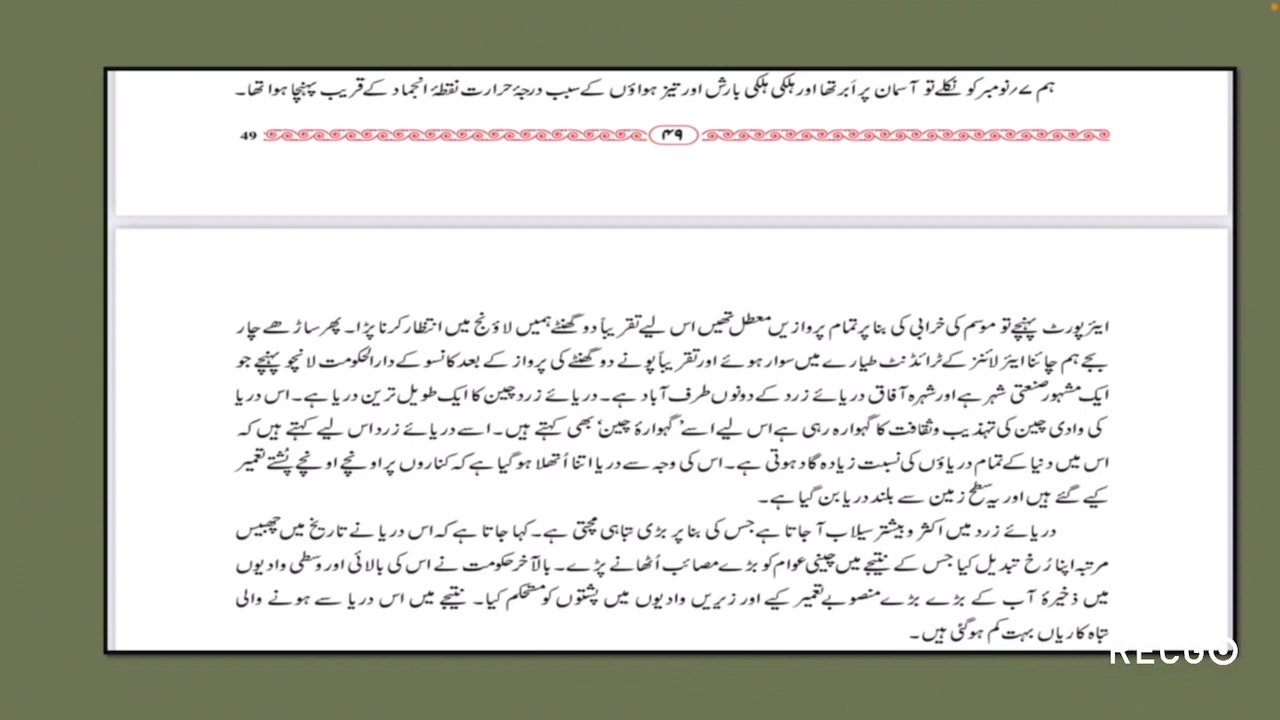 ہم ۷؍نومبر کو نکلے تو آسمان پر اَبر تھا اور ہلکی ہلکی بارش اور تیز ہواؤں کے سبب درجۂ حرارت نقطۂ انجماد کے قریب پہنچا ہوا تھا۔
49 ۴۹
ایئرپورٹ پہنچے تو موسم کی خرابی کی بنا پر تمام پروازیں معطل تھیں اس لیے تقریباً دو گھنٹے ہمیں لاؤنج میں انتظار کرنا پڑا۔ پھر ساڑھے چار
بجے ہم چائنا ایئرلائنز کے ٹرائڈنٹ طیارے میں سوار ہوئے اور تقریباً پونے دو گھنٹے کی پرواز کے بعد کانسو کے دارالحکومت لانچو پہنچے جو
ایک مشہور صنعتی شہر ہے اور شہرہ آفاق دریائے زرد کے دونوں طرف آباد ہے۔ دریائے زرد چین کا ایک طویل ترین دریا ہے۔ اس دریا
کی وادی چین کی تہذیب و ثقافت کا گہوارہ رہی ہے اس لیے اسے ’گہوارۂ چین‘ بھی کہتے ہیں۔ اسے دریائے زرد اس لیے کہتے ہیں کہ
اس میں دنیا کے تمام دریاؤں کی نسبت زیادہ گاد ہوتی ہے۔ اس کی وجہ سے دریا اتنا اُتھلا ہو گیا ہے کہ کناروں پر اونچے اونچے پُشتے تعمیر
کیے گئے ہیں اور یہ سطح زمین سے بلند دریا بن گیا ہے۔
دریائے زرد میں اکثر و بیشتر سیلاب آ جاتا ہے جس کی بنا پر بڑی تباہی مچتی ہے۔ کہا جاتا ہے کہ اس دریا نے تاریخ میں چھبیس
مرتبہ اپنا رُخ تبدیل کیا جس کے نتیجے میں چینی عوام کو بڑے مصائب اُٹھانے پڑے۔ بالآخر حکومت نے اس کی بالائی اور وسطی وادیوں
میں ذخیرۂ آب کے بڑے بڑے منصوبے تعمیر کیے اور زیریں وادیوں میں پشتوں کو مستحکم کیا۔ نتیجے میں اس دریا سے ہونے والی
تباہ کاریاں بہت کم ہو گئی ہیں۔
RECGO